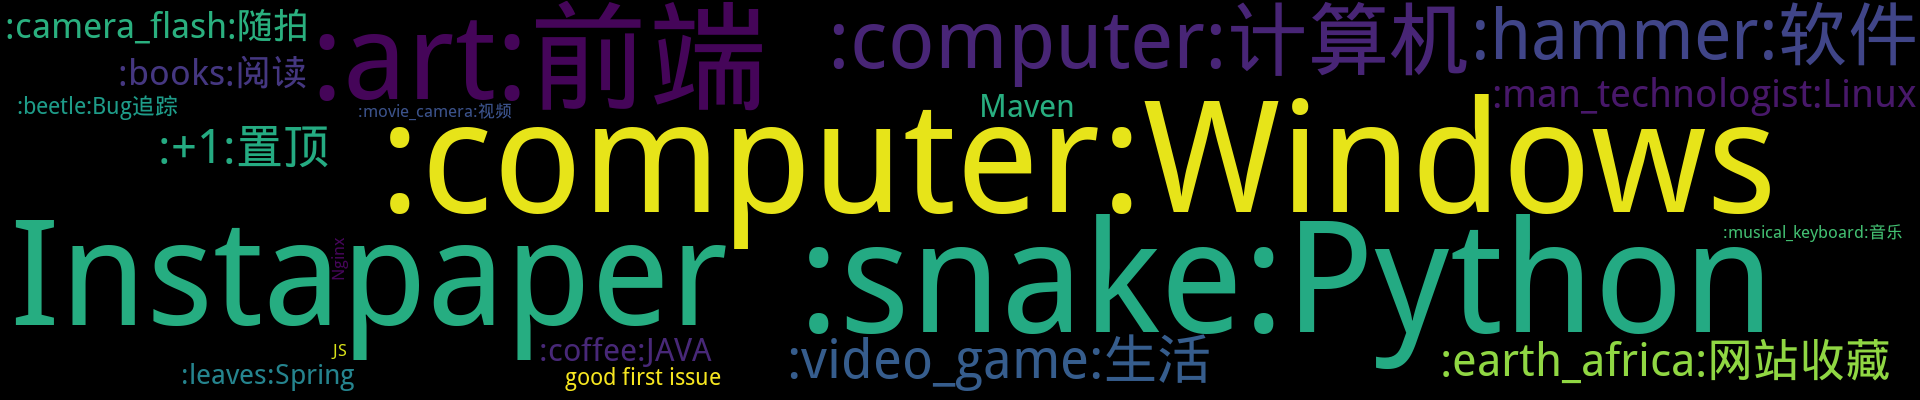 :camera_flash:随拍
:art:前端
:computer:计算机
:hammer:软件
:books:阅读
:man_technologist:Linux
:beetle:Bug追踪
:movie_camera:视频
Maven
:+1:置顶
:computer:Windows
Instapaper
Nginx
:snake:Python
:musical_keyboard:音乐
JS
:coffee:JAVA
:video_game:生活
:earth_africa:网站收藏
:leaves:Spring
good first issue